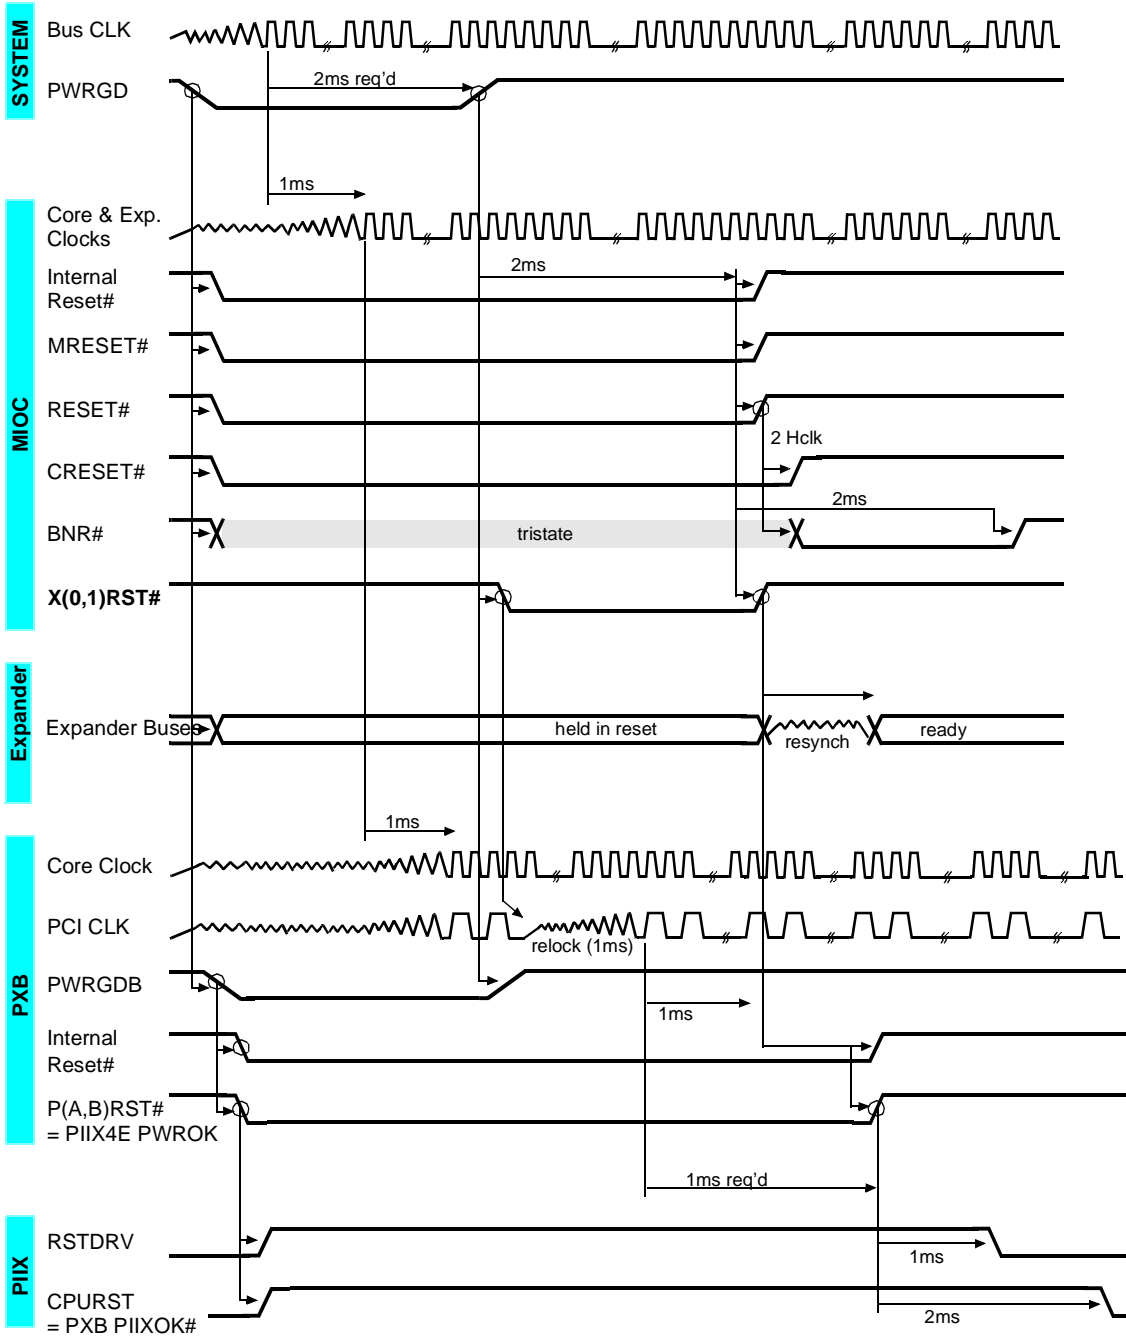 SYSTEM
Bus CLK
PWRGD
2ms req'd
1ms
MIOC
Core & Exp.
Clocks
Internal
Reset#
2ms
MRESET#
RESET#
2 Hclk
CRESET#
2ms
BNR#
tristate
X(0,1)RST#
Expander
Expander Buses
held in reset
resynch
ready
1ms
PXB
Core Clock
PCI CLK
relock (1ms)
PWRGDB
1ms
Internal
Reset#
P(A,B)RST#
= PIIX4E PWROK
1ms req'd
PIIX
RSTDRV
1ms
CPURST
= PXB PIIXOK#
2ms